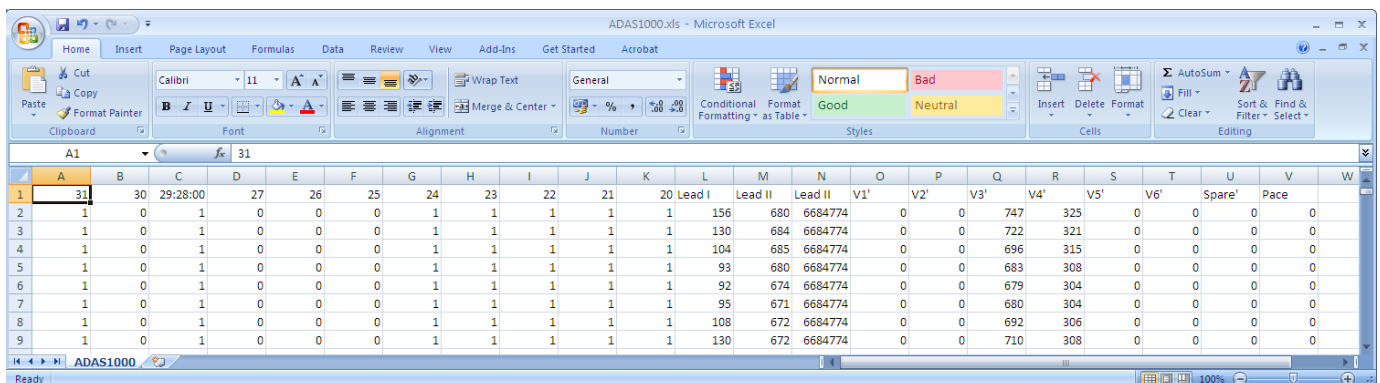 ADAS1000.xls - Microsoft Excel
Home Insert Page Layout Formulas Data Review View Add-Ins Get Started Acrobat
Cut
Copy
Format Painter
Paste
Calibri 11 A A
B I U A
Wrap Text
Merge & Center
General
$ % , .0 .00 .00 .0
Conditional Formatting Format as Table
Normal Bad
Good Neutral
Insert Delete Format
Σ AutoSum
Fill
Clear
Sort & Filter Find & Select
Clipboard Font Alignment Number Styles Cells Editing
A1 fx 31
A B C D E F G H I J K L M N O P Q R S T U V W
1 31 30 29:28:00 27 26 25 24 23 22 21 20 Lead I Lead II Lead II V1' V2' V3' V4' V5' V6' Spare' Pace
2 1 0 1 0 0 0 1 1 1 1 1 156 680 6684774 0 0 747 325 0 0 0 0
3 1 0 1 0 0 0 1 1 1 1 1 130 684 6684774 0 0 722 321 0 0 0 0
4 1 0 1 0 0 0 1 1 1 1 1 104 685 6684774 0 0 696 315 0 0 0 0
5 1 0 1 0 0 0 1 1 1 1 1 93 680 6684774 0 0 683 308 0 0 0 0
6 1 0 1 0 0 0 1 1 1 1 1 92 674 6684774 0 0 679 304 0 0 0 0
7 1 0 1 0 0 0 1 1 1 1 1 95 671 6684774 0 0 680 304 0 0 0 0
8 1 0 1 0 0 0 1 1 1 1 1 108 672 6684774 0 0 692 306 0 0 0 0
9 1 0 1 0 0 0 1 1 1 1 1 130 672 6684774 0 0 710 308 0 0 0 0
ADAS1000
Ready 100%